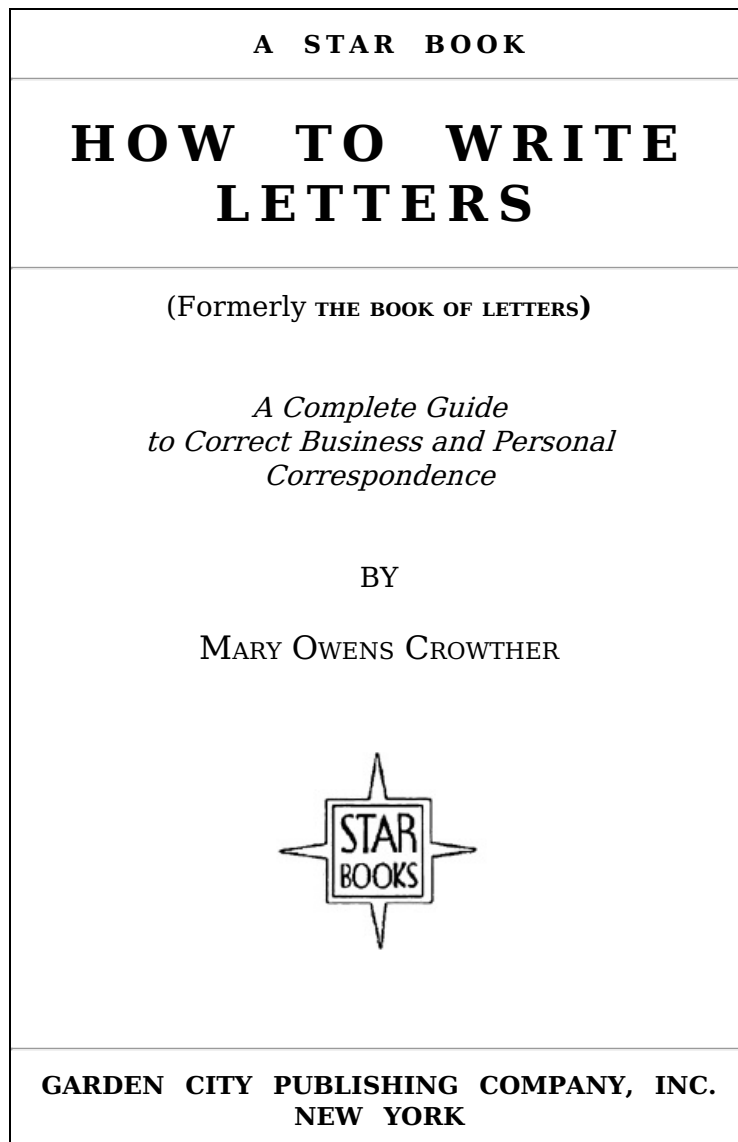 A STAR BOOK
HOW TO WRITE
LETTERS
(Formerly THE BOOK OF LETTERS)
A Complete Guide
to Correct Business and Personal
Correspondence
BY
MARY OWENS CROWTHER
STAR
BOOKS
GARDEN CITY PUBLISHING COMPANY, INC.
NEW YORK